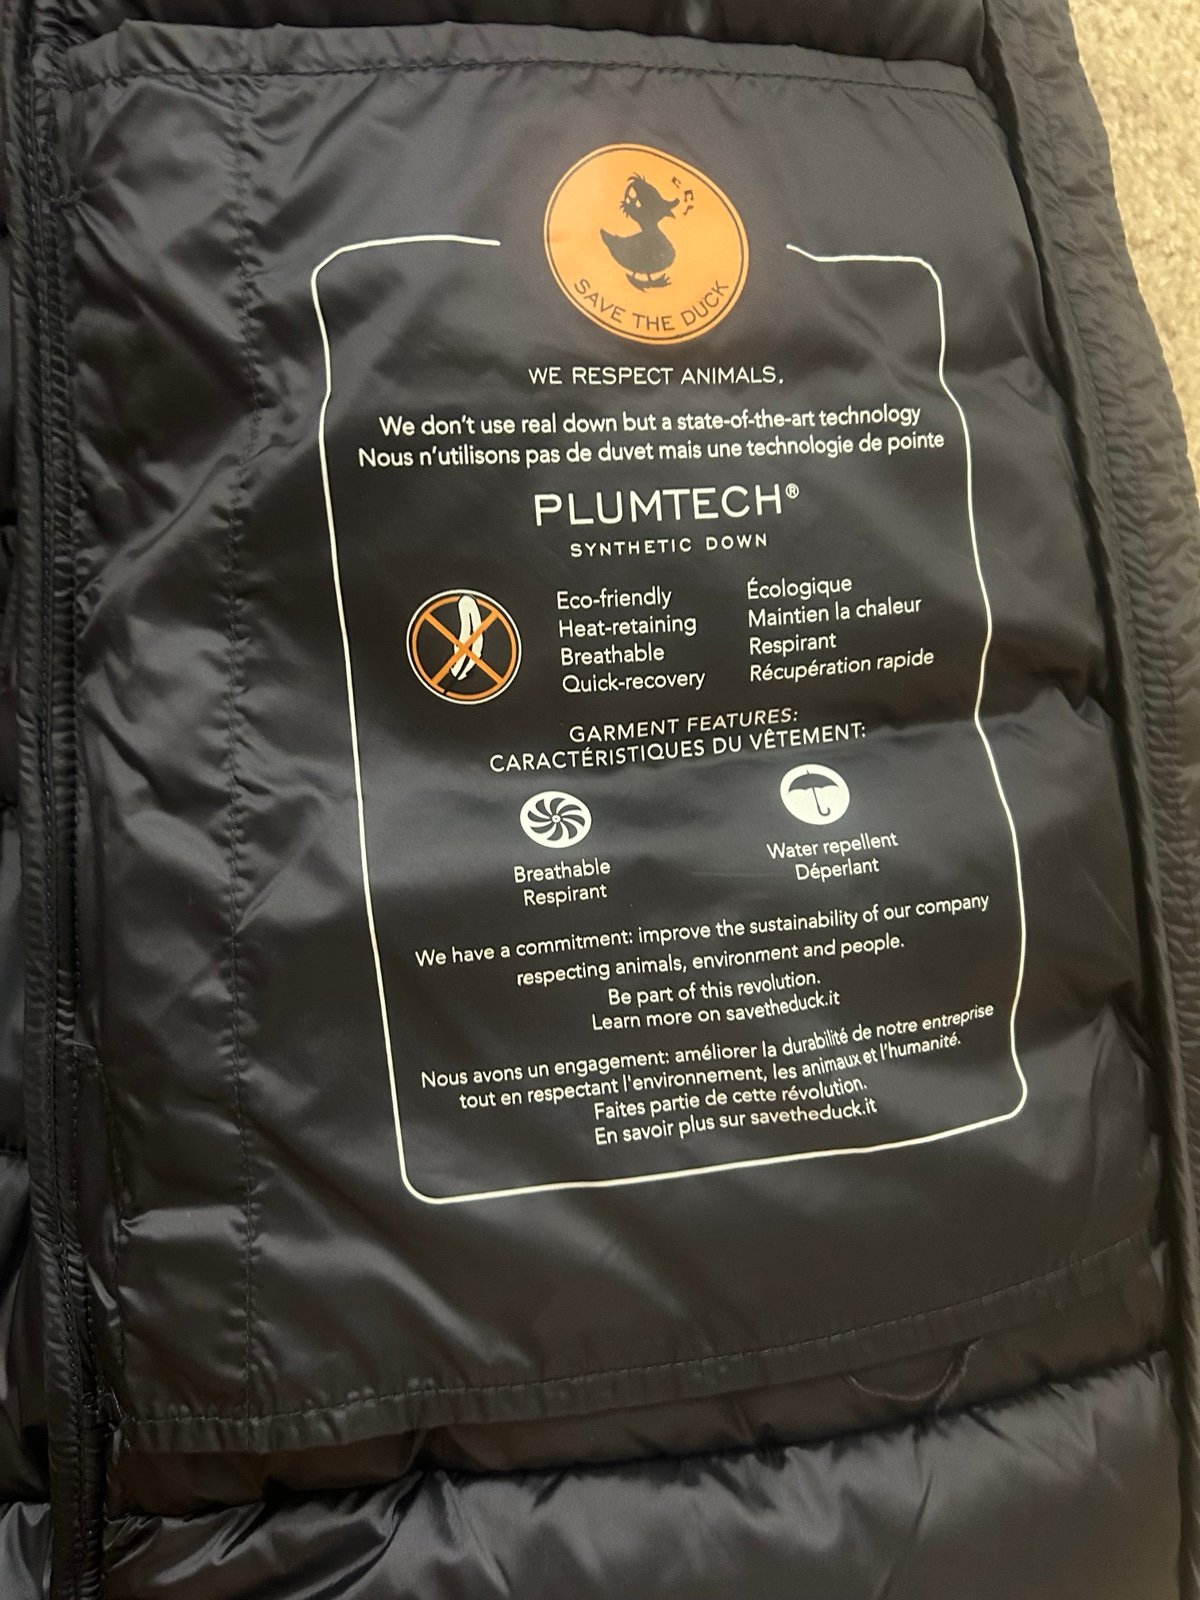 SAVE THE DUCK
WE RESPECT ANIMALS.
We don't use real down but a state-of-the-art technology
Nous n'utilisons pas de duvet mais une technologie de pointe
PLUMTECH®
SYNTHETIC DOWN
Eco-friendly
Heat-retaining
Breathable
Quick-recovery
Écologique
Maintien la chaleur
Respirant
Récupération rapide
GARMENT FEATURES:
CARACTÉRISTIQUES DU VÊTEMENT:
Breathable
Respirant
Water repellent
Déperlant
We have a commitment: improve the sustainability of our company
respecting animals, environment and people.
Be part of this revolution.
Learn more on savetheduck.it
Nous avons un engagement: améliorer la durabilité de notre entreprise
tout en respectant l'environnement, les animaux et l'humanité.
Faites partie de cette révolution.
En savoir plus sur savetheduck.it